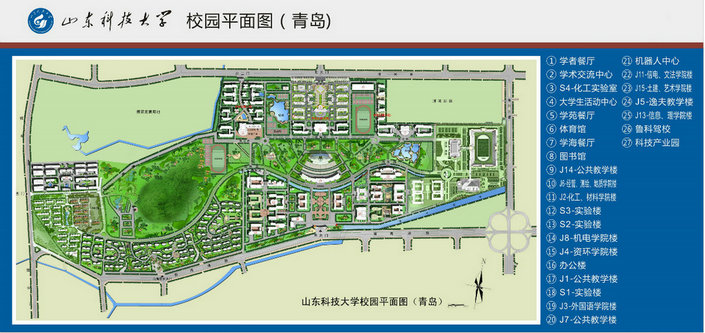 山东科技大学 校园平面图(青岛)
① 学者餐厅
② 学术交流中心
③ S4-化工实验室
④ 大学生活动中心
⑤ 学苑餐厅
⑥ 体育馆
⑦ 学海餐厅
⑧ 图书馆
⑨ J14-公共教学楼
⑩ J6-经管、测绘、地质学院楼
⑪ J2-化工、材料学院楼
⑫ S3-实验楼
⑬ S2-实验楼
⑭ J8-机电学院楼
⑮ J4-资环学院楼
⑯ 办公楼
⑰ J1-公共教学楼
⑱ S1-实验楼
⑲ J3-外国语学院楼
⑳ J7-公共教学楼
㉑ 机器人中心
㉒ J11-信电、文法学院楼
㉓ J15-土建、艺术学院楼
㉔ J5-逸夫教学楼
㉕ J13-信息、理学院楼
㉖ 鲁科驾校
㉗ 科技产业园
山东科技大学校园平面图(青岛)